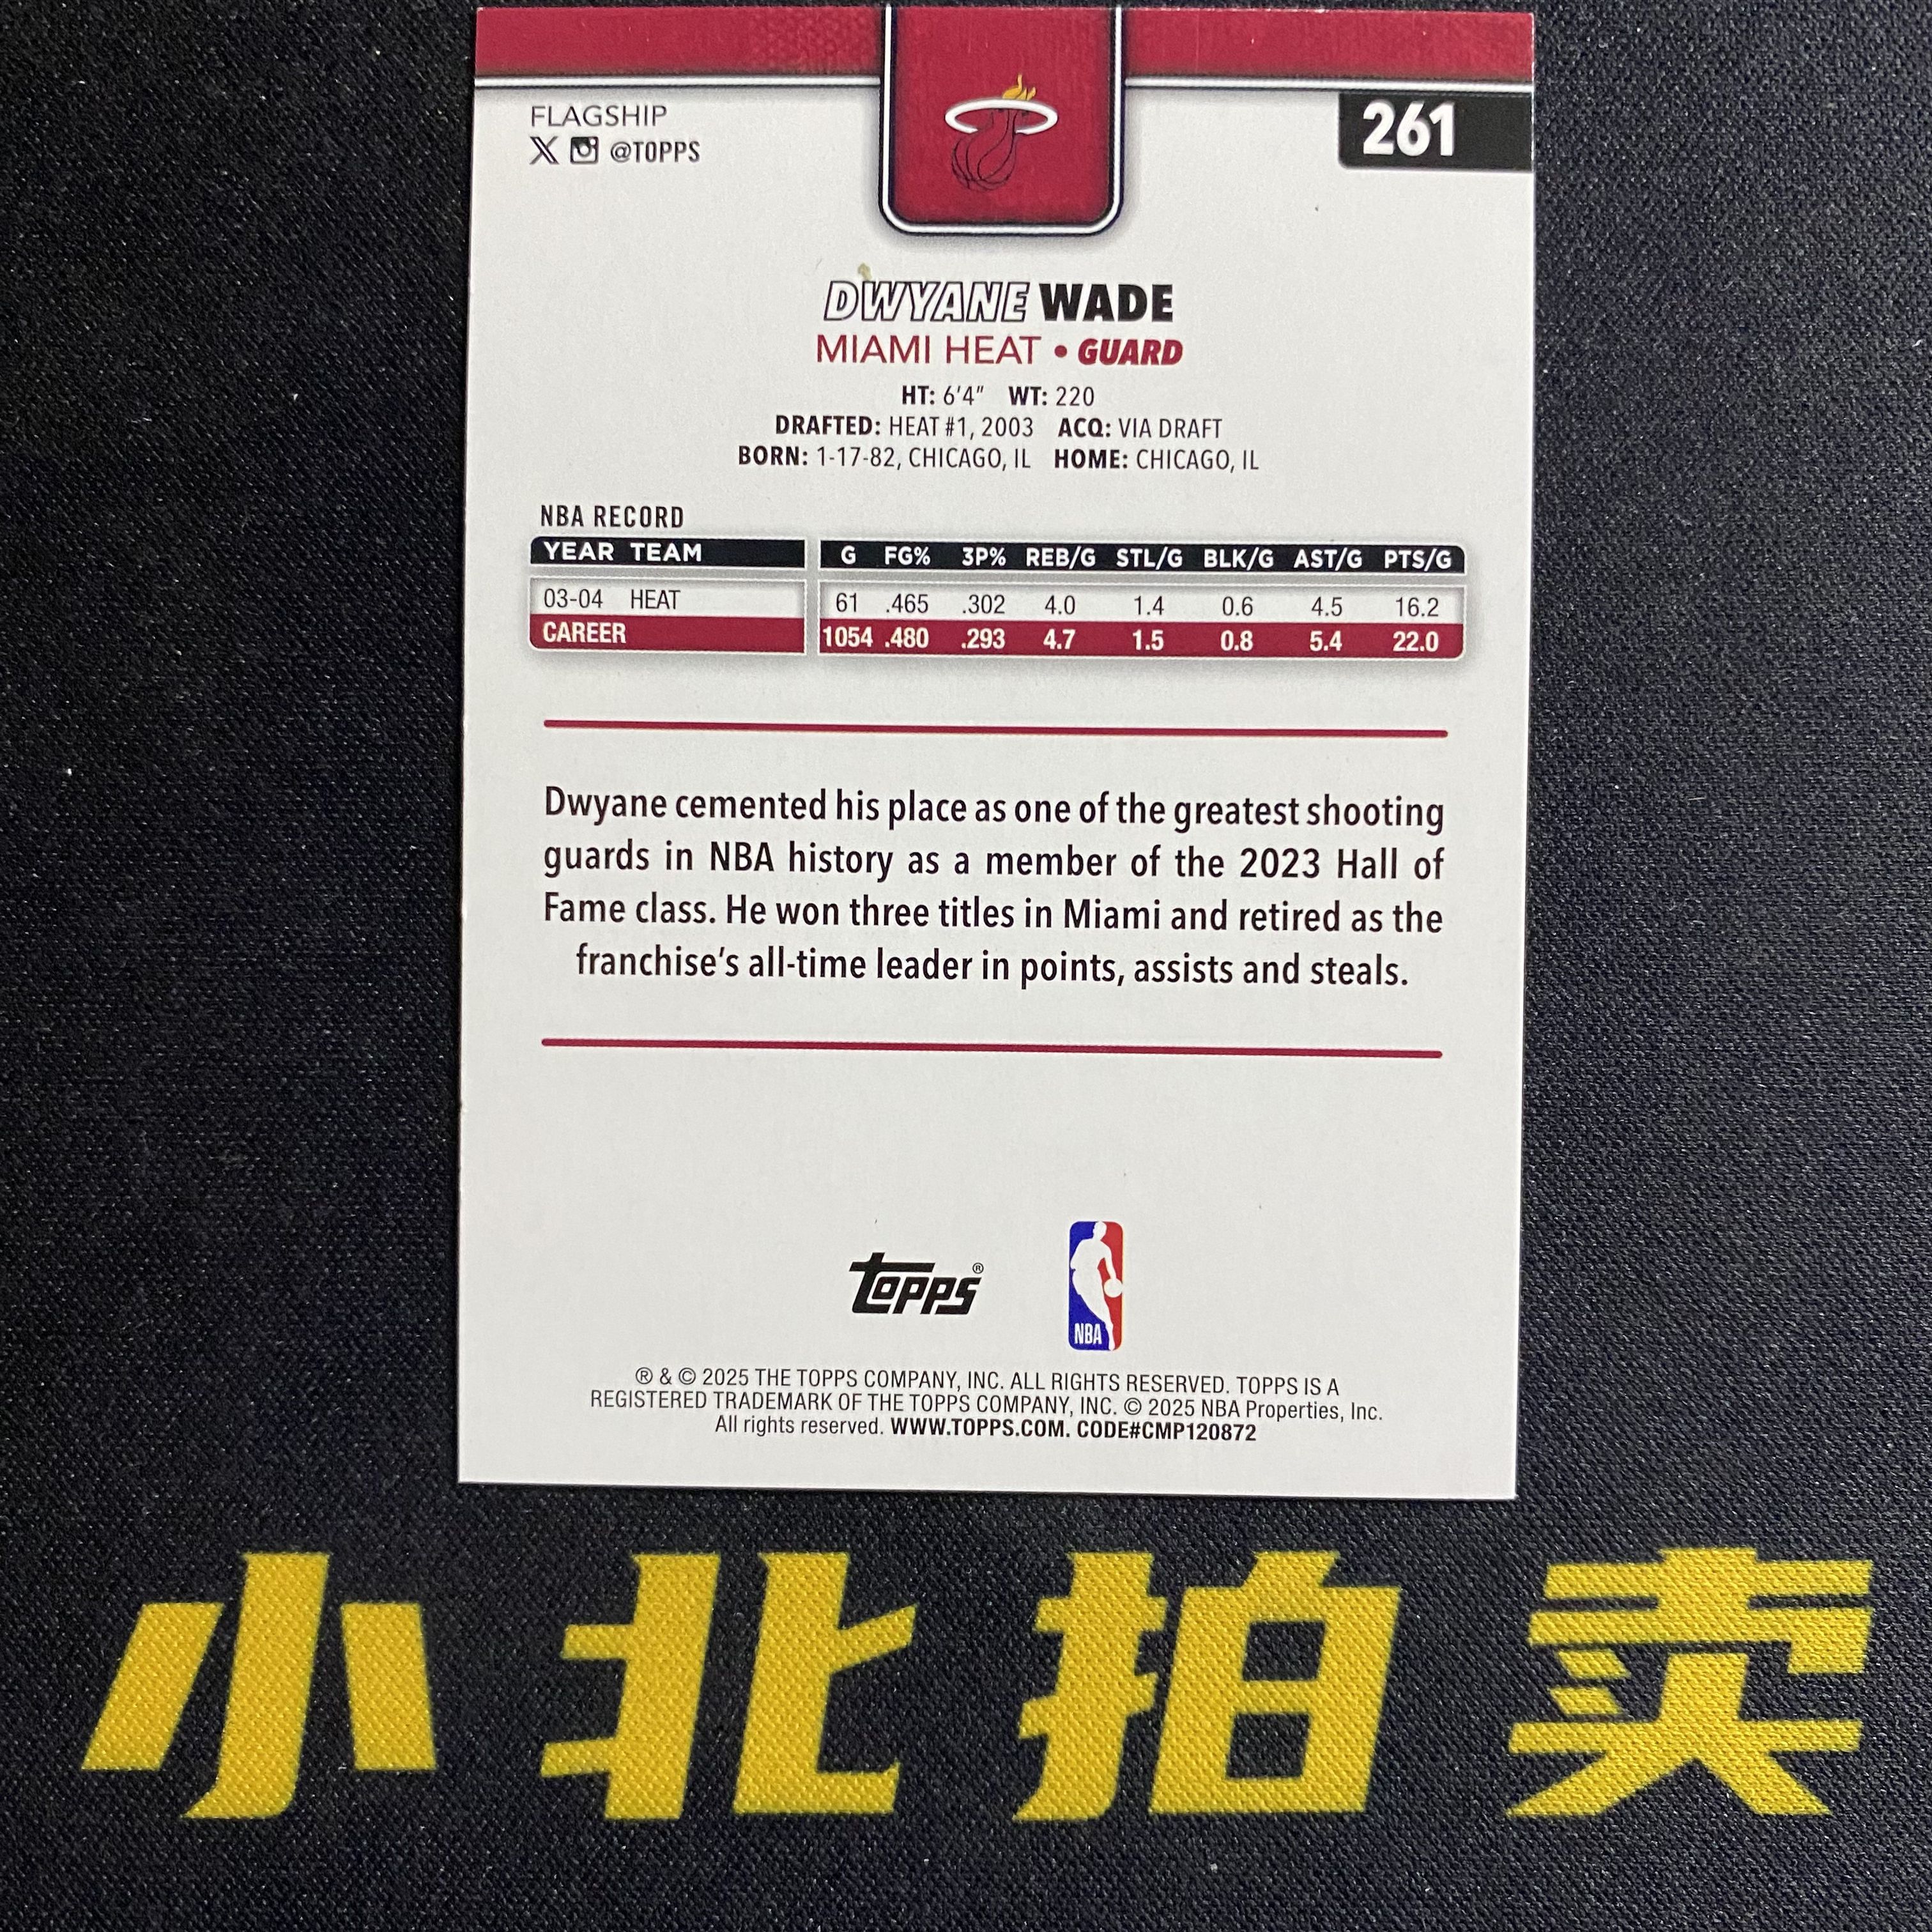 FLAGSHIP
@TOPPS
261
DWYANE WADE
MIAMI HEAT • GUARD
HT: 6'4" WT: 220
DRAFTED: HEAT #1, 2003 ACQ: VIA DRAFT
BORN: 1-17-82, CHICAGO, IL HOME: CHICAGO, IL
NBA RECORD
YEAR TEAM G FG% 3P% REB/G STL/G BLK/G AST/G PTS/G
03-04 HEAT 61 .465 .302 4.0 1.4 0.6 4.5 16.2
CAREER 1054 .480 .293 4.7 1.5 0.8 5.4 22.0
Dwyane cemented his place as one of the greatest shooting
guards in NBA history as a member of the 2023 Hall of
Fame class. He won three titles in Miami and retired as the
franchise's all-time leader in points, assists and steals.
topps®
NBA
® & © 2025 THE TOPPS COMPANY, INC. ALL RIGHTS RESERVED. TOPPS IS A
REGISTERED TRADEMARK OF THE TOPPS COMPANY, INC. © 2025 NBA Properties, Inc.
All rights reserved. WWW.TOPPS.COM. CODE#CMP120872
小北拍卖